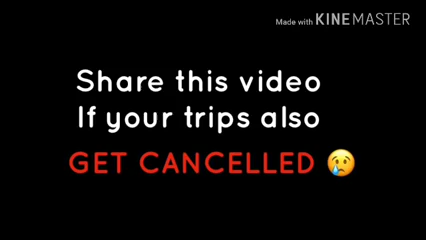 Made with KINEMASTER
Share this video
If your trips also
GET CANCELLED 😢